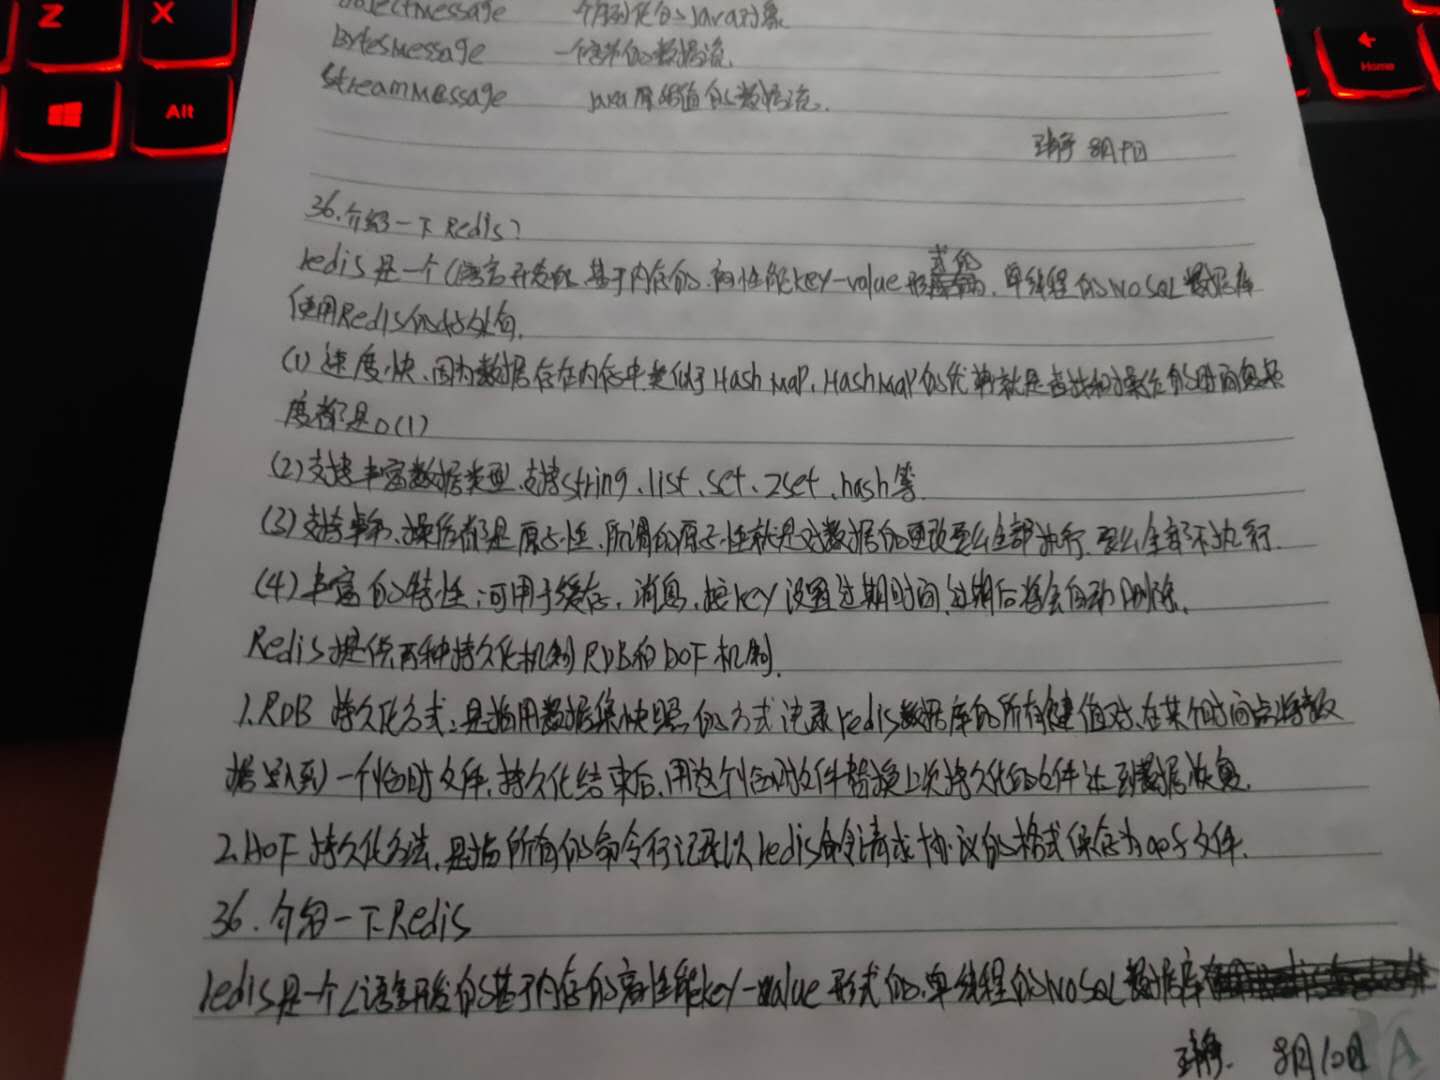 Z
X
Alt
Home
ObjectMessage 一个序列化的Java对象
BytesMessage 一个字节的数据流
StreamMessage Java原始值的数据流.
8月9日
36.介绍一下Redis?
redis是一个C语言开发的.基于内存的.高性能key-value形式的.单线程的NoSQL数据库
使用Redis的好处有.
(1)速度快、因为数据存在内存中类似于HashMap,HashMap的优势就是查找和操作的时间复杂
度都是O(1)
(2)支持丰富数据类型.支持string、list、set、zset、hash等
(3)支持事务、操作都是原子性、所谓的原子性就是对数据的更改要么全部执行.要么全部不执行.
(4)丰富的特性:可用于缓存,消息,按key设置过期时间,过期后将会自动删除.
Redis提供两种持久化机制RDB和AOF机制.
1.RDB 持久化方式:是指用数据集快照的方式记录redis数据库的所有键值对.在某个时间点将数
据写入到一个临时文件.持久化结束后,用这个临时文件替换上次持久化的文件达到数据恢复.
2.AOF持久化方法.是指所有的命令行记录以redis命令请求协议的格式保存为aof文件.
36.介绍一下Redis
redis是一个C语言开发的基于内存的高性能key-value形式的.单线程的NoSQL数据库
8月10日